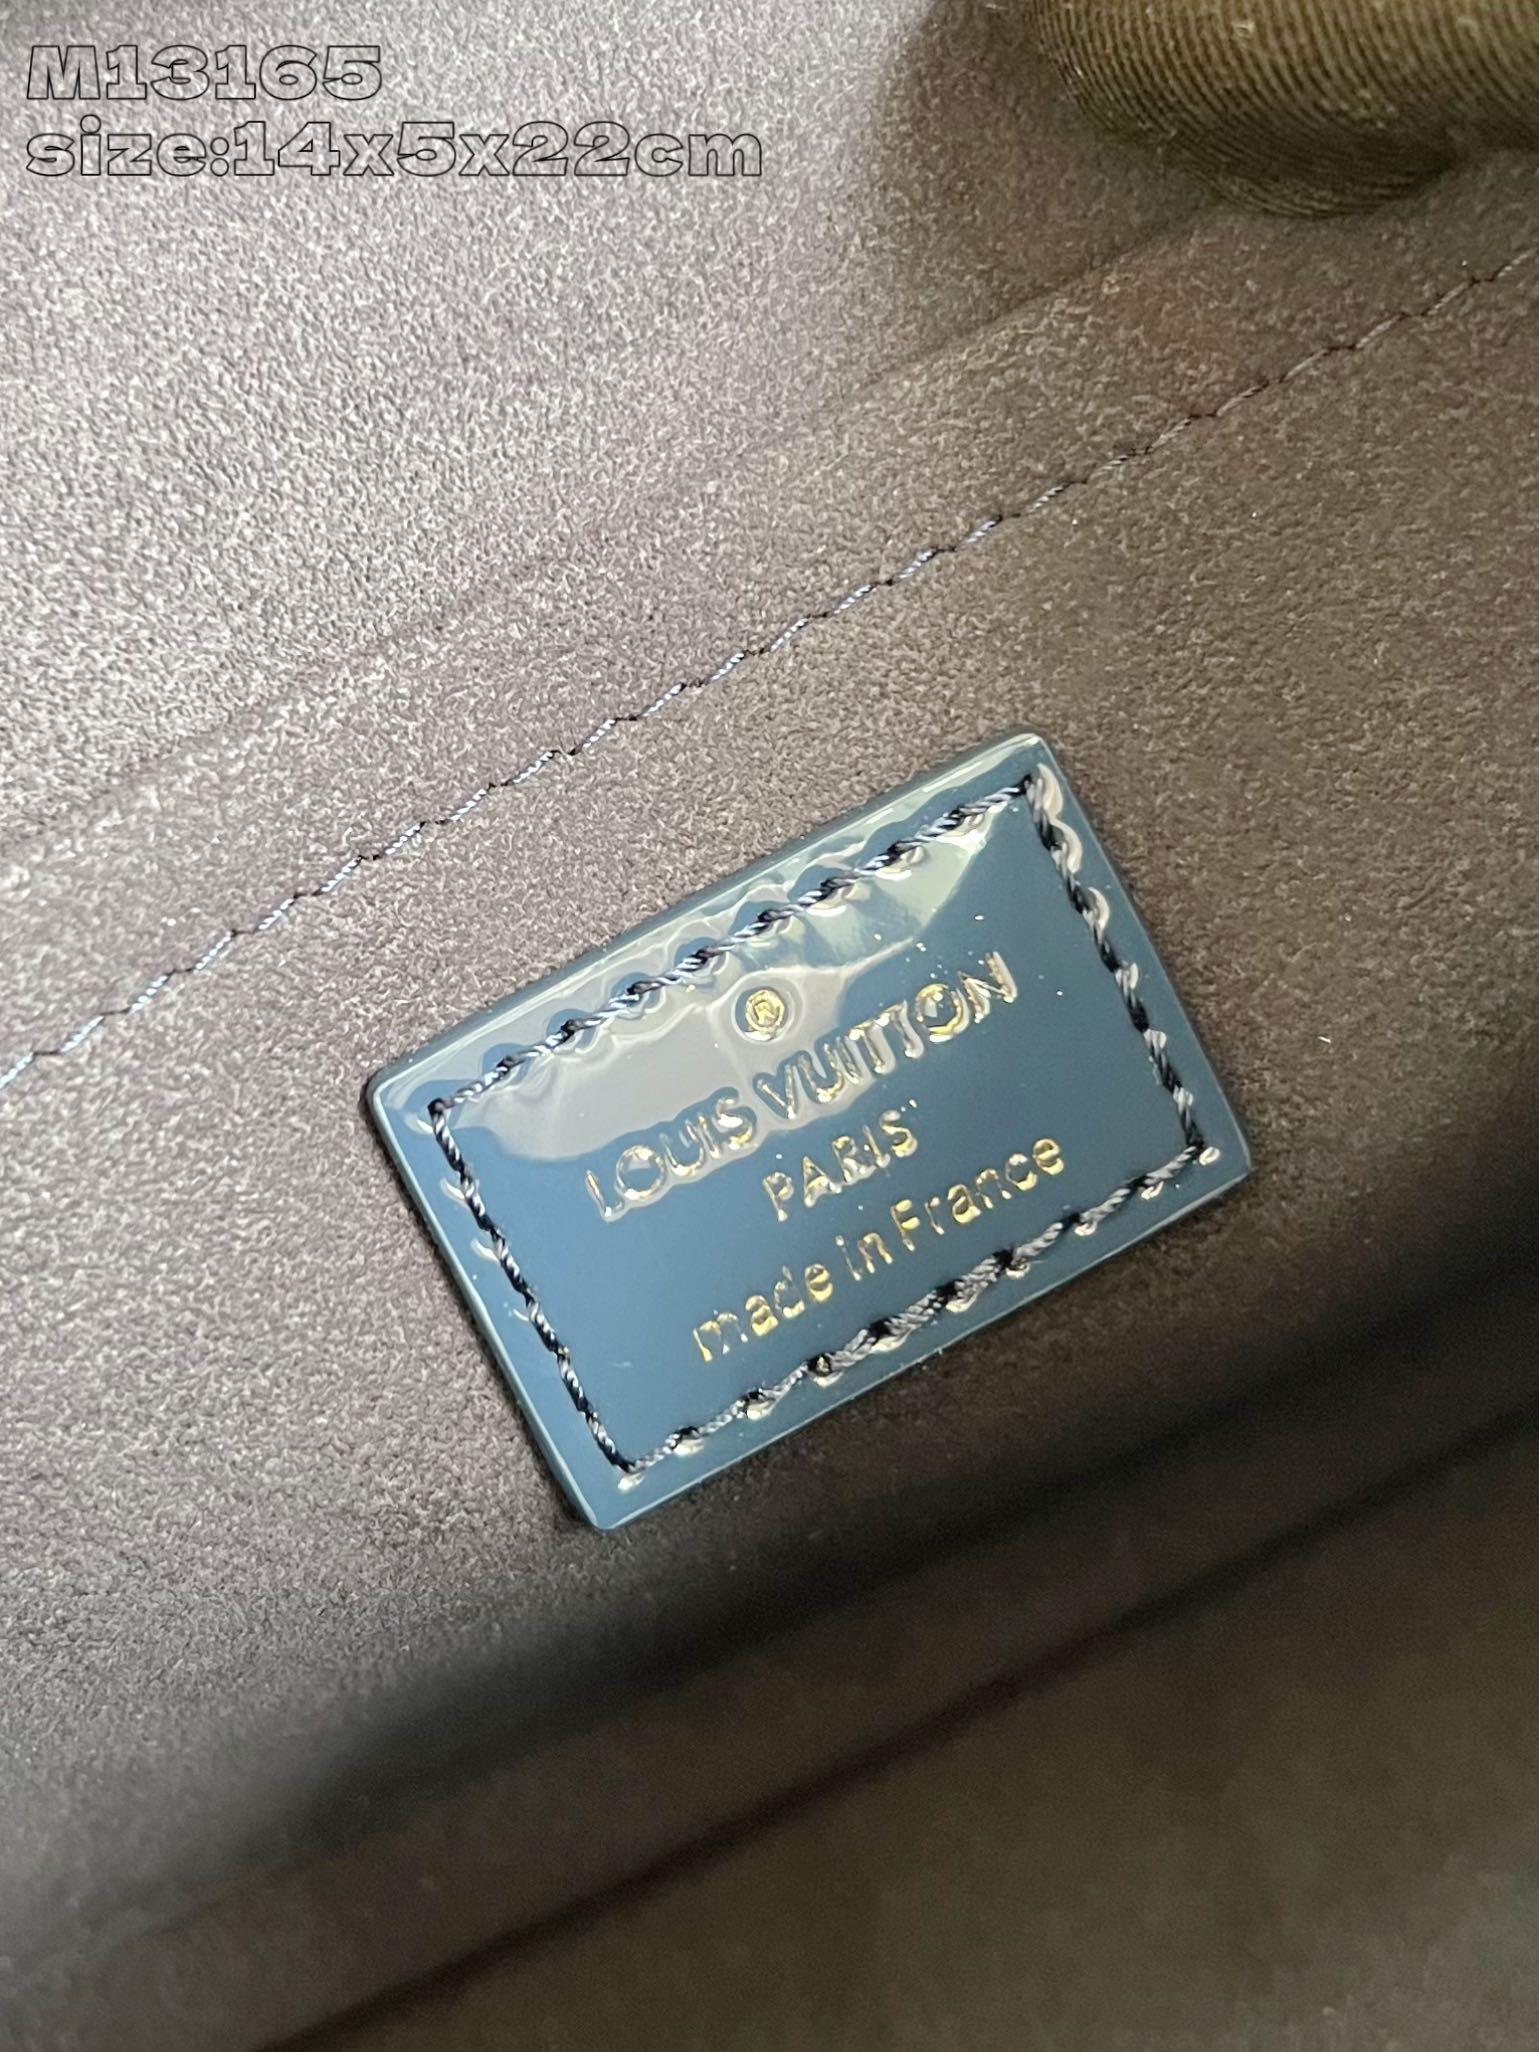 M13165
size:14x5x22cm
®
LOUIS VUITTON
PARIS
made in France